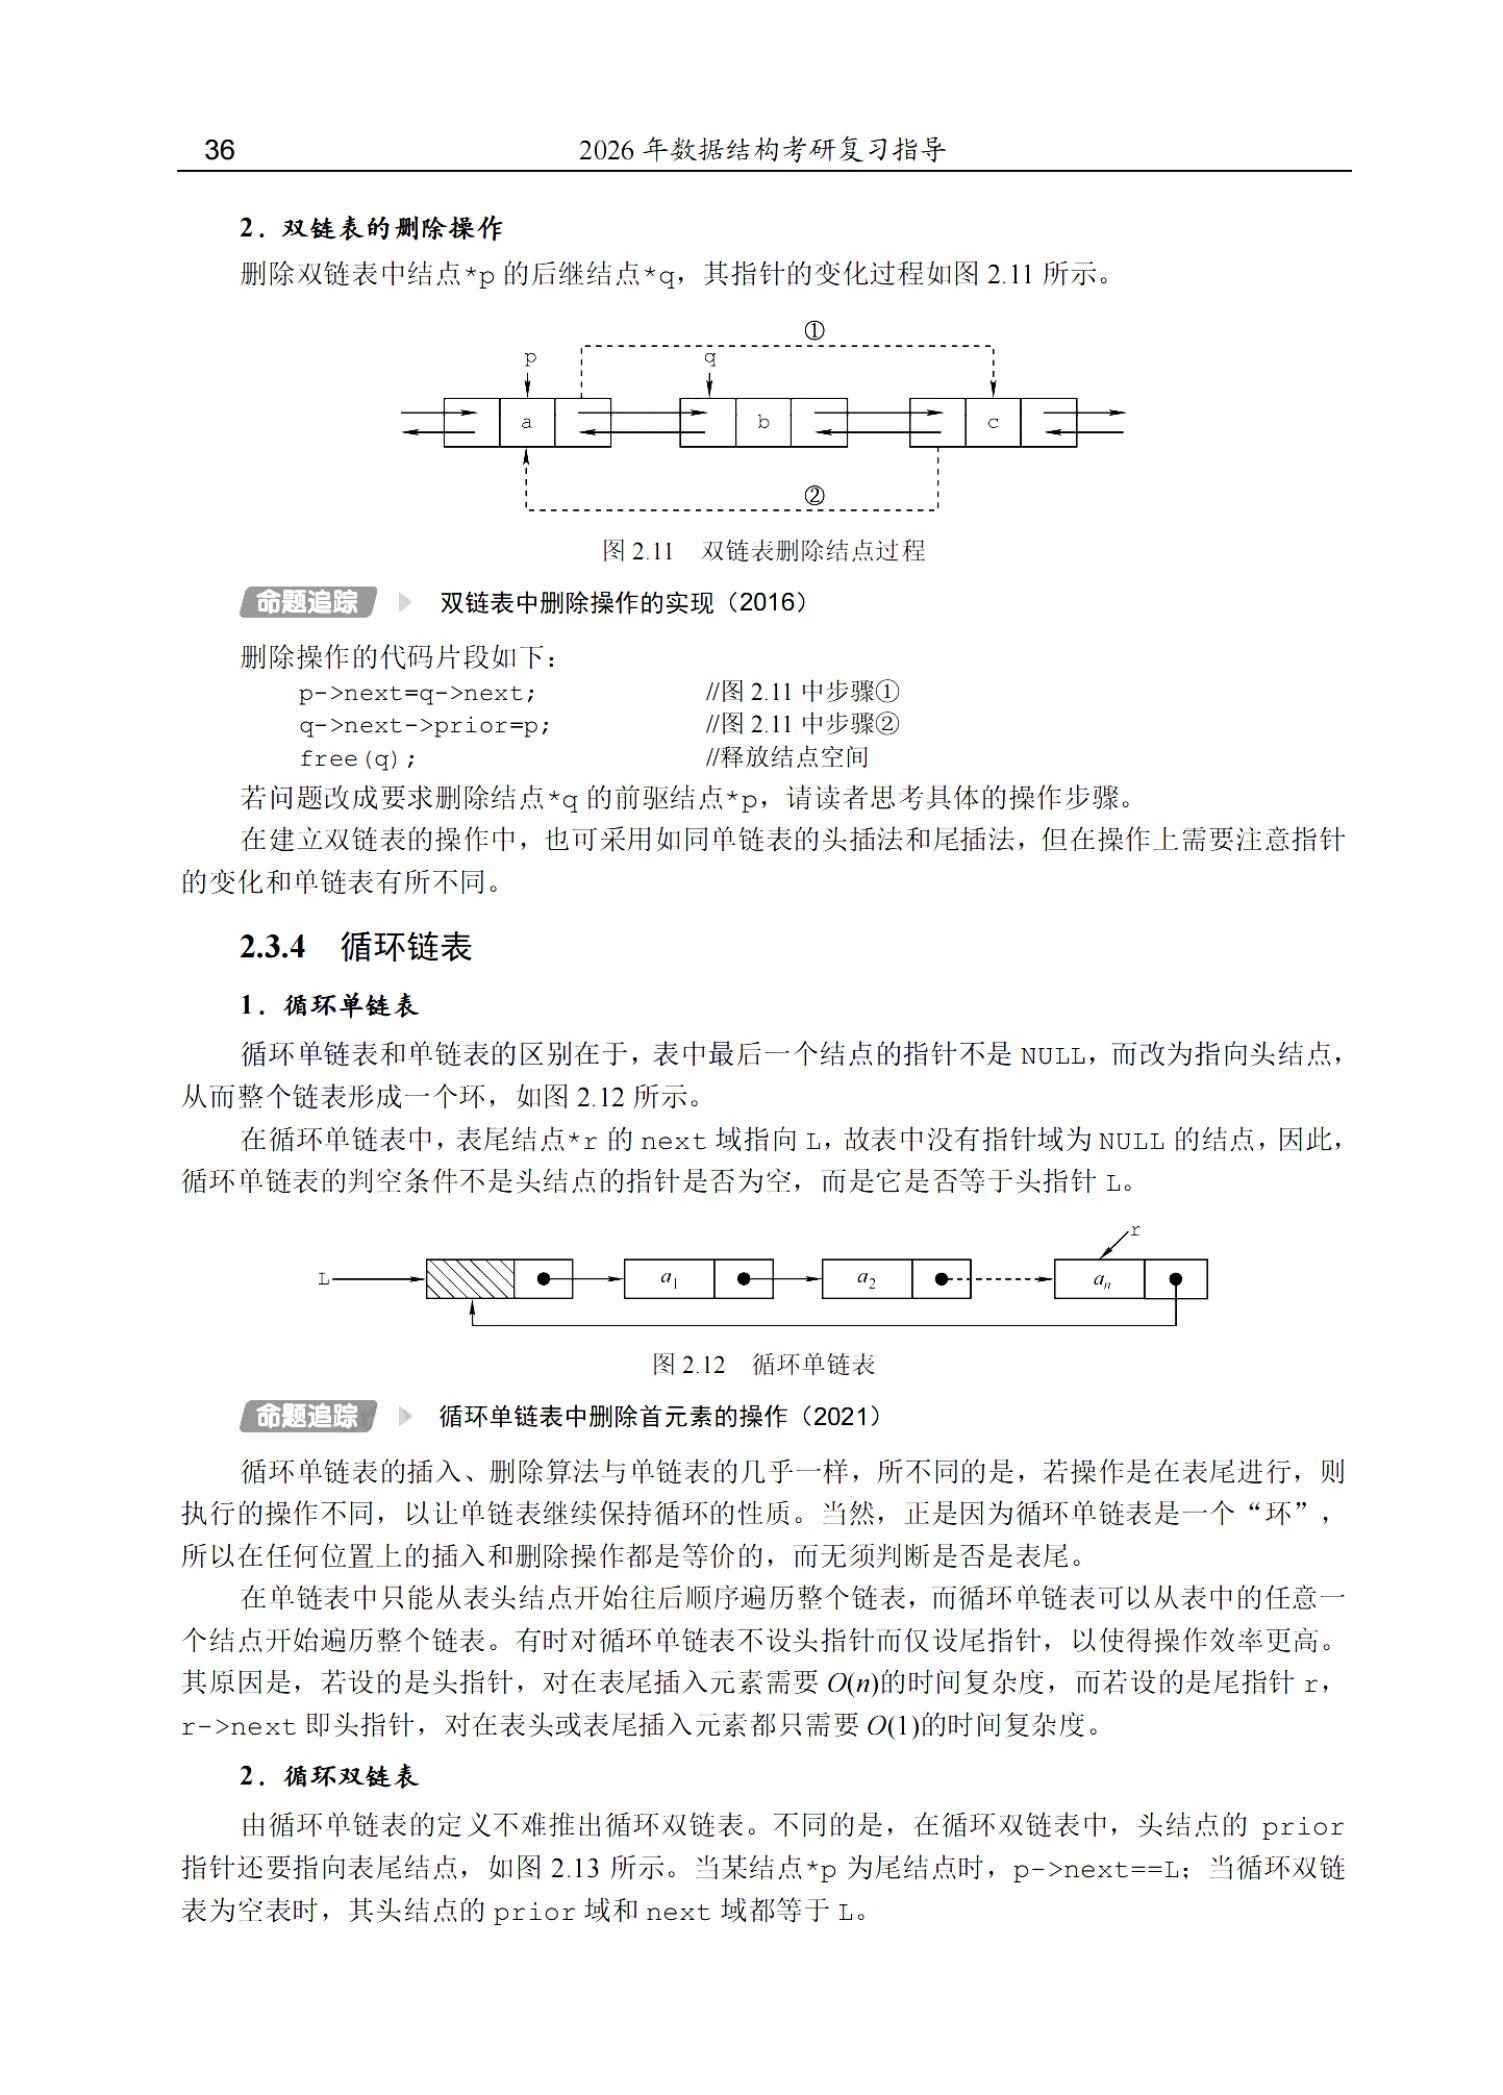 36
2026 年数据结构考研复习指导
2．双链表的删除操作
删除双链表中结点*p 的后继结点*q，其指针的变化过程如图 2.11 所示。
①
p
q
a
b
c
②
图 2.11 双链表删除结点过程
命题追踪 双链表中删除操作的实现（2016）
删除操作的代码片段如下：
p->next=q->next; //图 2.11 中步骤①
q->next->prior=p; //图 2.11 中步骤②
free(q); //释放结点空间
若问题改成要求删除结点*q 的前驱结点*p，请读者思考具体的操作步骤。
在建立双链表的操作中，也可采用如同单链表的头插法和尾插法，但在操作上需要注意指针
的变化和单链表有所不同。
2.3.4 循环链表
1．循环单链表
循环单链表和单链表的区别在于，表中最后一个结点的指针不是 NULL，而改为指向头结点，
从而整个链表形成一个环，如图 2.12 所示。
在循环单链表中，表尾结点*r 的 next 域指向 L，故表中没有指针域为 NULL 的结点，因此，
循环单链表的判空条件不是头结点的指针是否为空，而是它是否等于头指针 L。
r
L
a1
a2
an
图 2.12 循环单链表
命题追踪 循环单链表中删除首元素的操作（2021）
循环单链表的插入、删除算法与单链表的几乎一样，所不同的是，若操作是在表尾进行，则
执行的操作不同，以让单链表继续保持循环的性质。当然，正是因为循环单链表是一个“环”，
所以在任何位置上的插入和删除操作都是等价的，而无须判断是否是表尾。
在单链表中只能从表头结点开始往后顺序遍历整个链表，而循环单链表可以从表中的任意一
个结点开始遍历整个链表。有时对循环单链表不设头指针而仅设尾指针，以使得操作效率更高。
其原因是，若设的是头指针，对在表尾插入元素需要 O(n)的时间复杂度，而若设的是尾指针 r，
r->next 即头指针，对在表头或表尾插入元素都只需要 O(1)的时间复杂度。
2．循环双链表
由循环单链表的定义不难推出循环双链表。不同的是，在循环双链表中，头结点的 prior
指针还要指向表尾结点，如图 2.13 所示。当某结点*p 为尾结点时，p->next==L；当循环双链
表为空表时，其头结点的 prior 域和 next 域都等于 L。